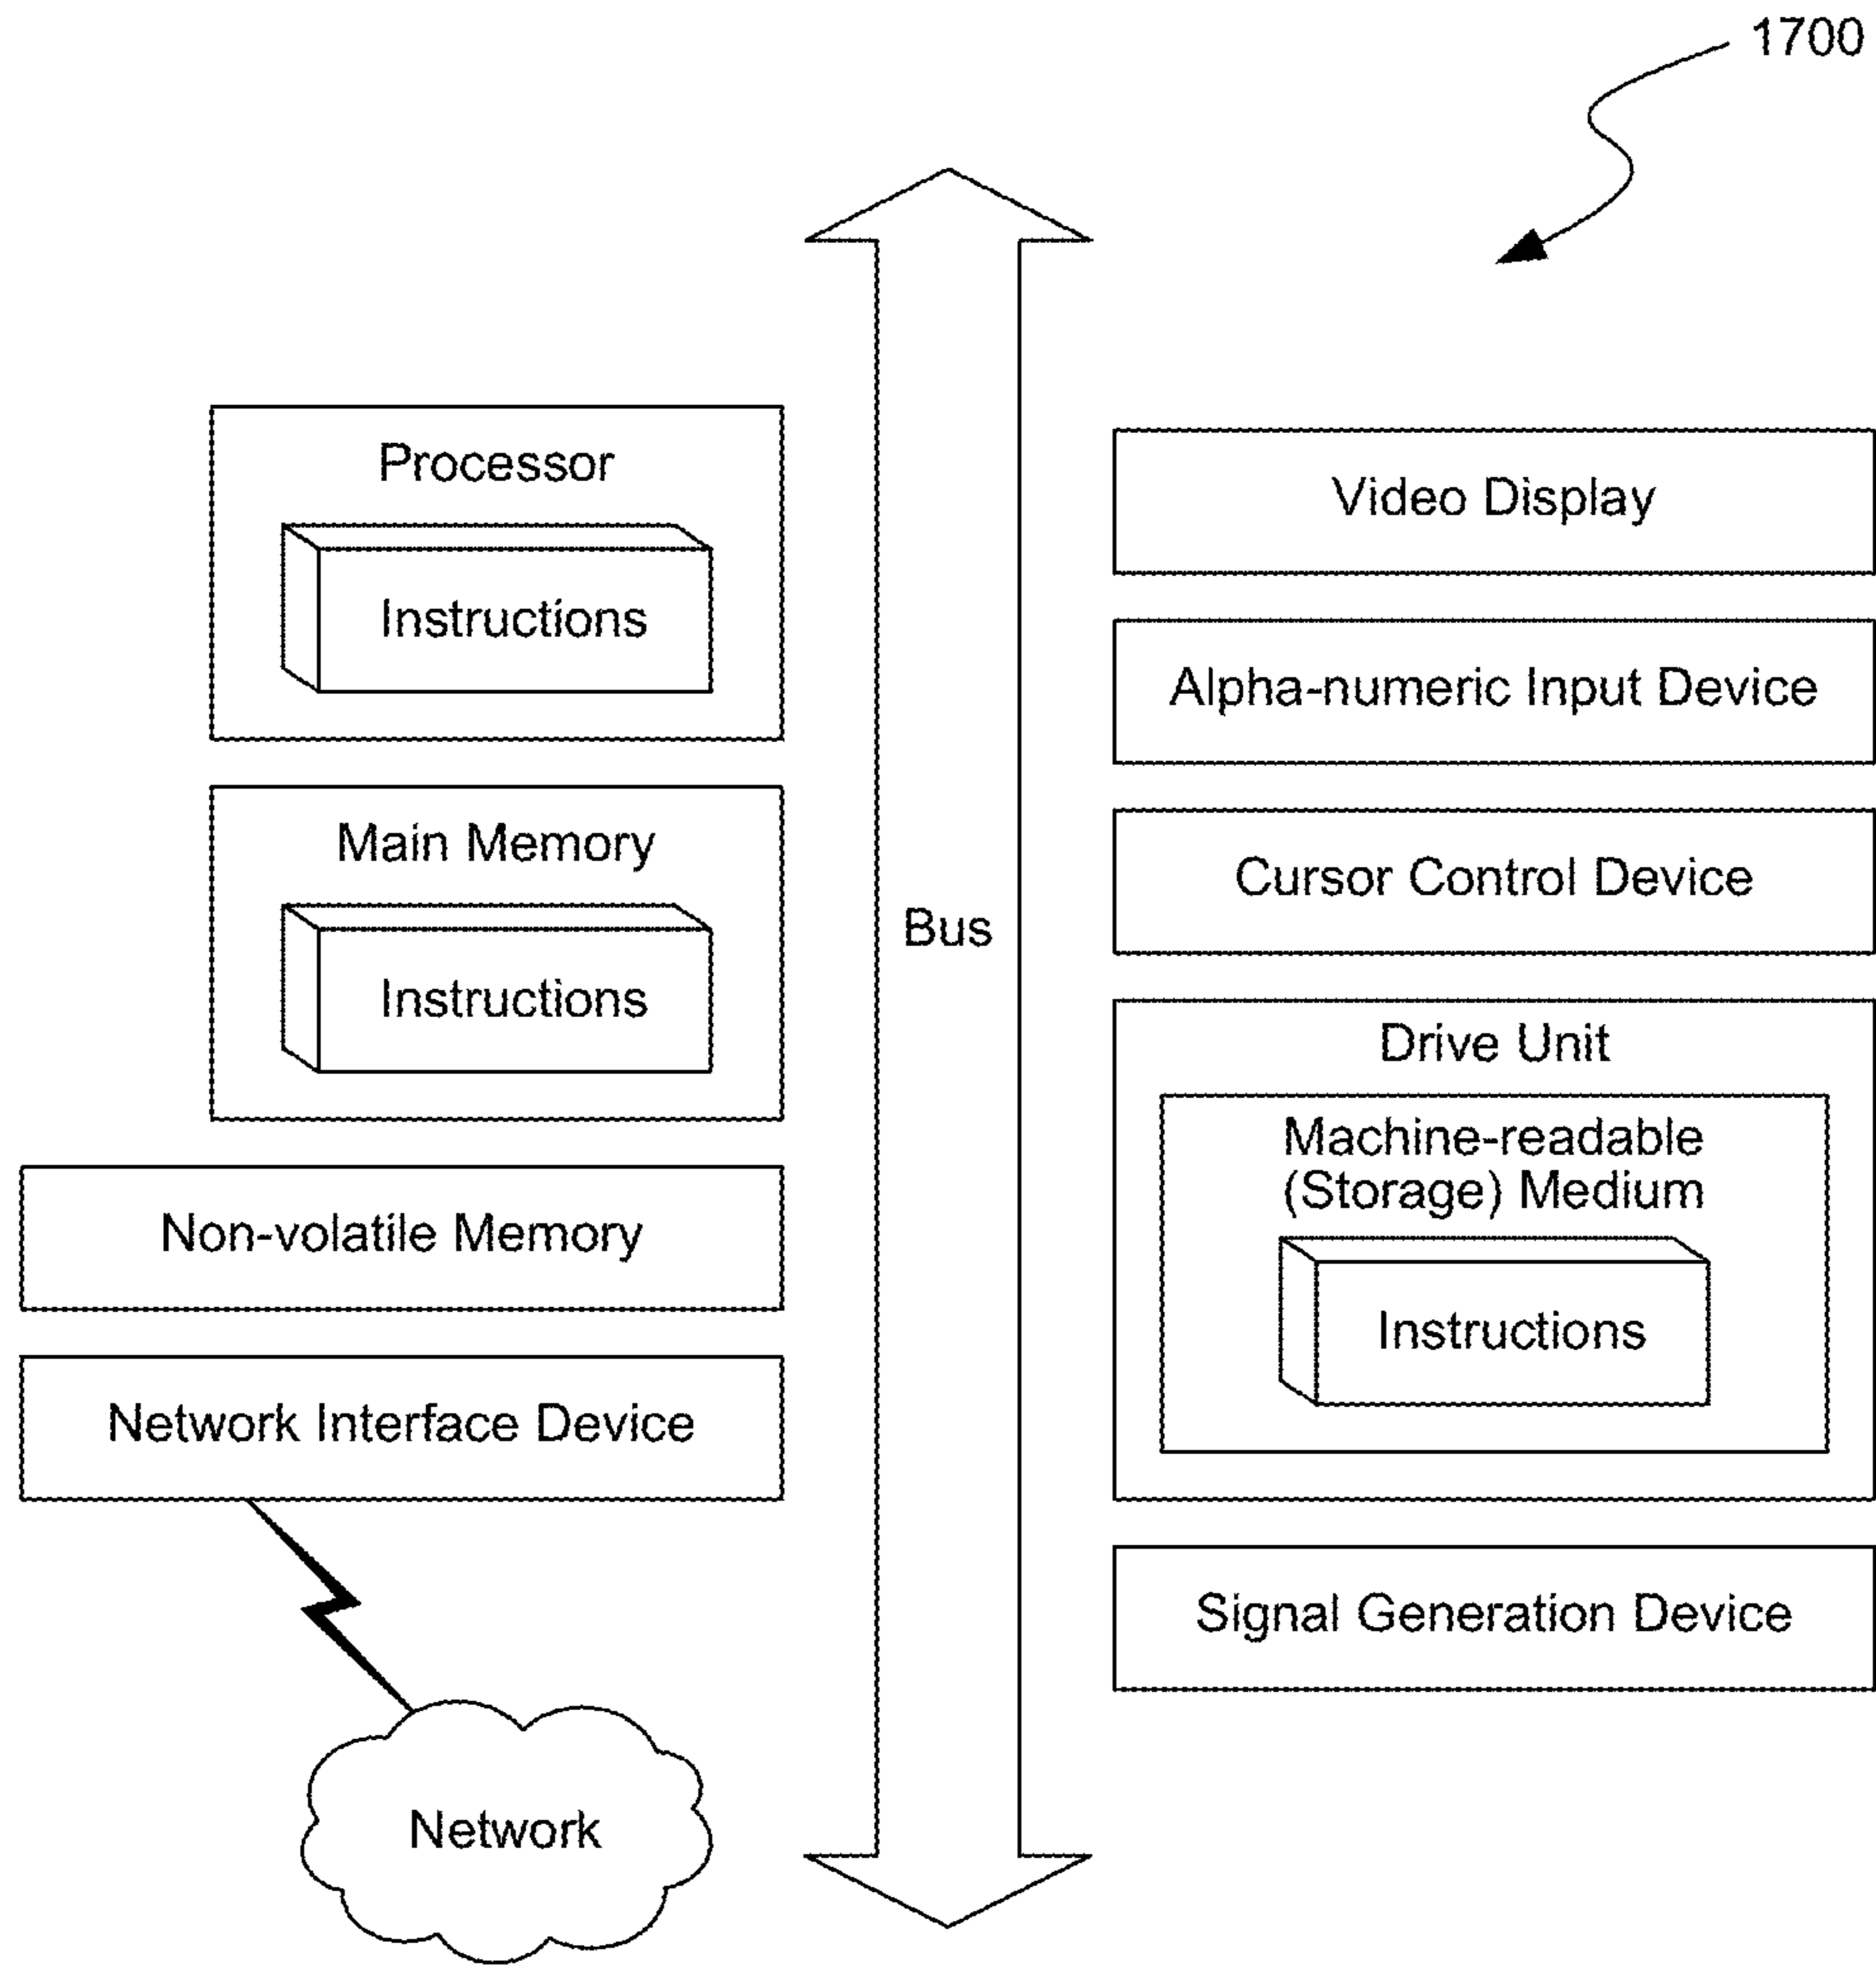 1700
Processor
Instructions
Main Memory
Instructions
Non-volatile Memory
Network Interface Device
Network
Bus
Video Display
Alpha-numeric Input Device
Cursor Control Device
Drive Unit
Machine-readable
(Storage) Medium
Instructions
Signal Generation Device